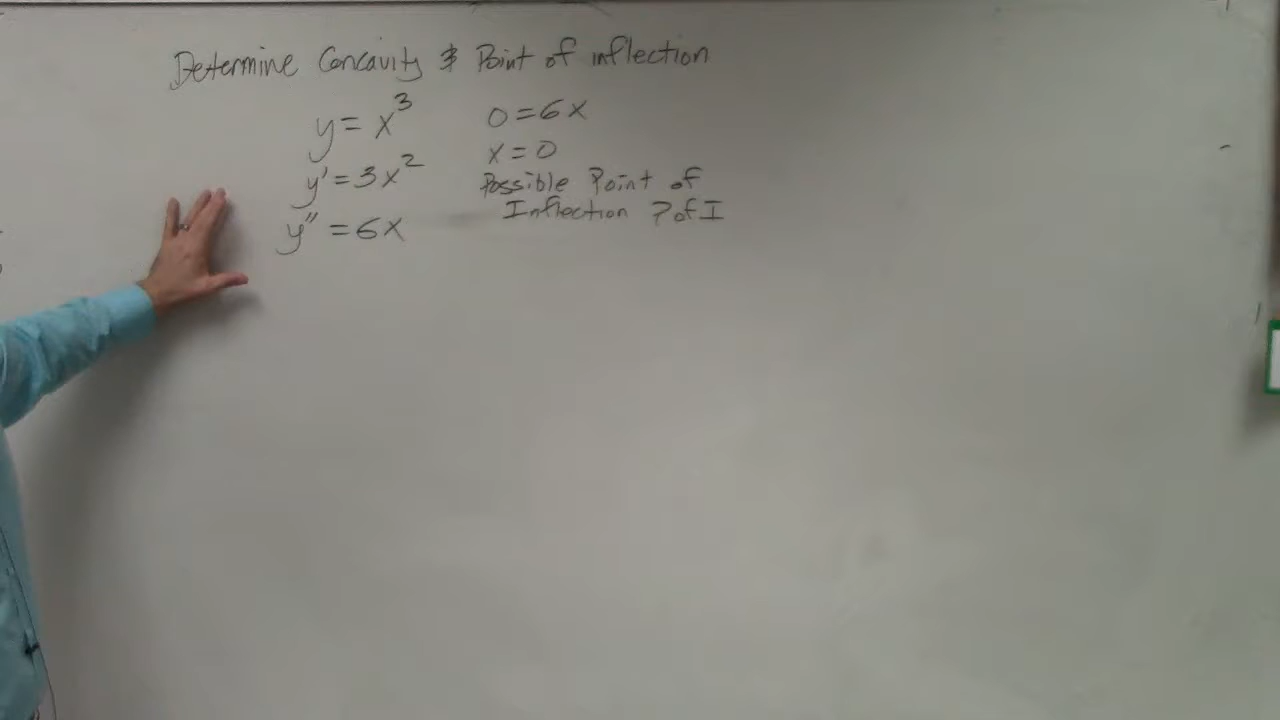 Determine Concavity & Point of inflection
y = x³
y' = 3x²
y'' = 6x
0 = 6x
x = 0
Possible Point of
Inflection P of I